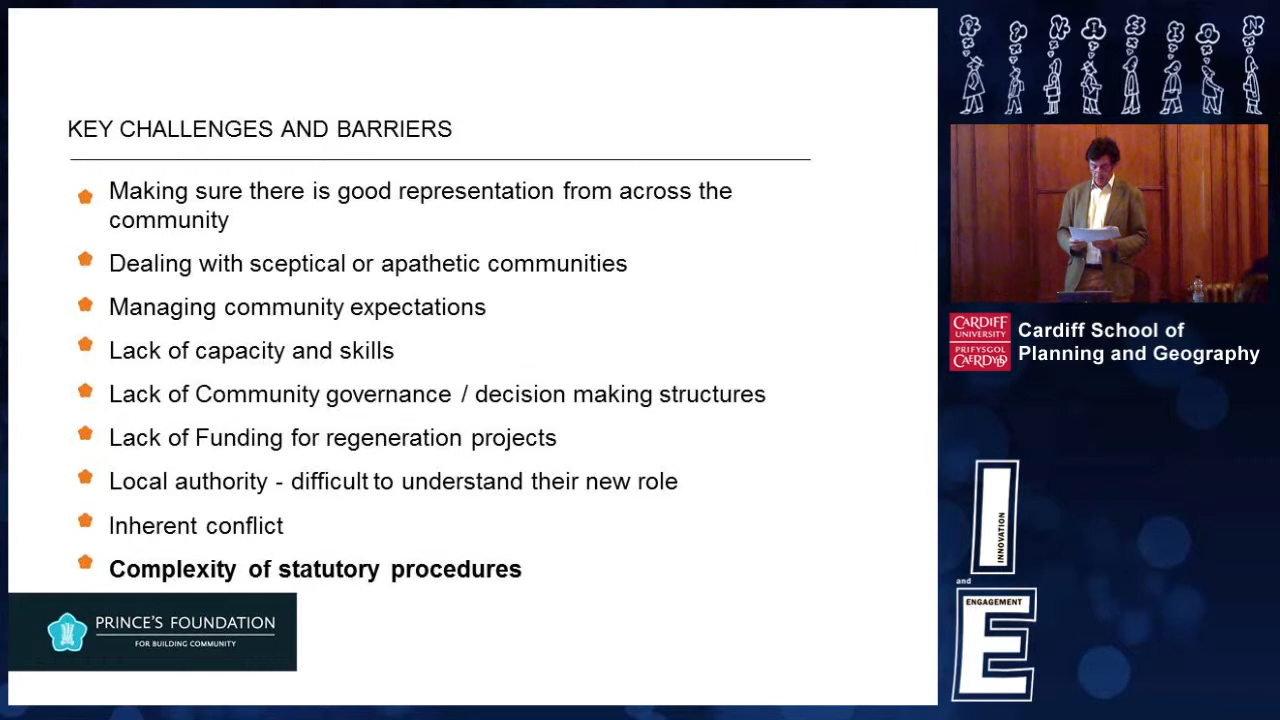 KEY CHALLENGES AND BARRIERS
Making sure there is good representation from across the
community
Dealing with sceptical or apathetic communities
Managing community expectations
Lack of capacity and skills
Lack of Community governance / decision making structures
Lack of Funding for regeneration projects
Local authority - difficult to understand their new role
Inherent conflict
Complexity of statutory procedures
PRINCE'S FOUNDATION
FOR BUILDING COMMUNITY
P?VISION
CARDIFF
UNIVERSITY
PRIFYSGOL
CAERDYDD
Cardiff School of
Planning and Geography
I
INNOVATION
and
ENGAGEMENT
E